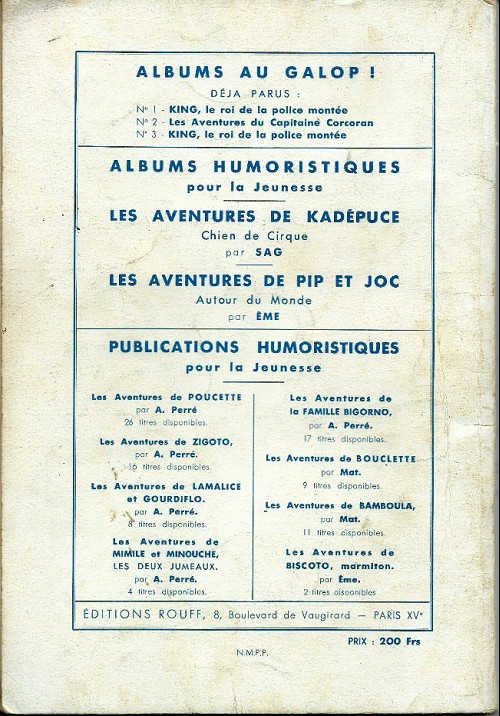 ALBUMS AU GALOP !
DÉJA PARUS :
Nº 1 - KING, le roi de la police montée
Nº 2 - Les Aventures du Capitaine Corcoran
Nº 3 - KING, le roi de la police montée
ALBUMS HUMORISTIQUES
pour la Jeunesse
LES AVENTURES DE KADÉPUCE
Chien de Cirque
par SAG
LES AVENTURES DE PIP ET JOC
Autour du Monde
par ÈME
PUBLICATIONS HUMORISTIQUES
pour la Jeunesse
Les Aventures de POUCETTE
par A. Perré
26 titres disponibles.
Les Aventures de ZIGOTO,
par A. Perré.
16 titres disponibles.
Les Aventures de LAMALICE
et GOURDIFLO.
par A. Perré.
8 titres disponibles.
Les Aventures de
MIMILE et MINOUCHE,
LES DEUX JUMEAUX.
par A. Perré.
4 titres disponibles.
Les Aventures de
la FAMILLE BIGORNO,
par A. Perré.
17 titres disponibles.
Les Aventures de BOUCLETTE
par Mat.
9 titres disponibles.
Les Aventures de BAMBOULA,
par Mat.
11 titres disponibles.
Les Aventures de
BISCOTO, marmiton.
par Ème.
2 titres disponibles
ÉDITIONS ROUFF, 8, Boulevard de Vaugirard — PARIS XVe
PRIX : 200 Frs
N.M.P.P.